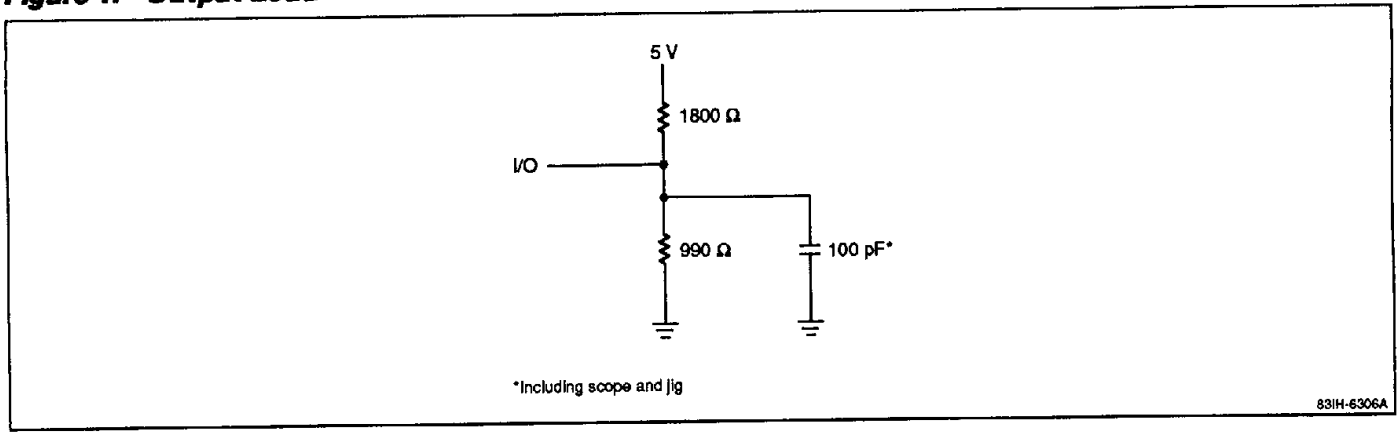 5 V
1800 Ω
I/O
990 Ω
100 pF*
*Including scope and jig
83IH-6306A